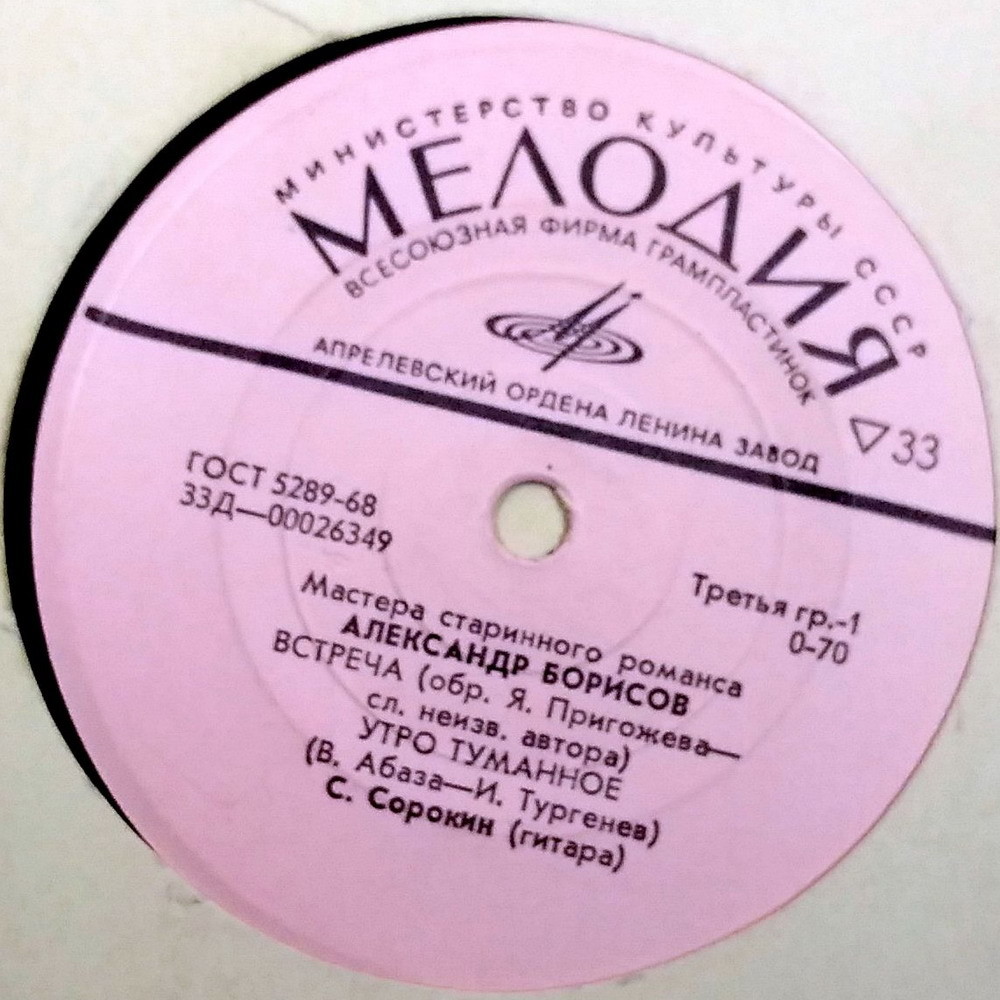 МИНИСТЕРСТВО КУЛЬТУРЫ СССР
МЕЛОДИЯ
ВСЕСОЮЗНАЯ ФИРМА ГРАМПЛАСТИНОК
АПРЕЛЕВСКИЙ ОРДЕНА ЛЕНИНА ЗАВОД
33
ГОСТ 5289-68
33Д—00026349
Третья гр.-1
0-70
Мастера старинного романса
АЛЕКСАНДР БОРИСОВ
ВСТРЕЧА (обр. Я. Пригожева—
сл. неизв. автора)
УТРО ТУМАННОЕ
(В. Абаза—И. Тургенев)
С. Сорокин (гитара)